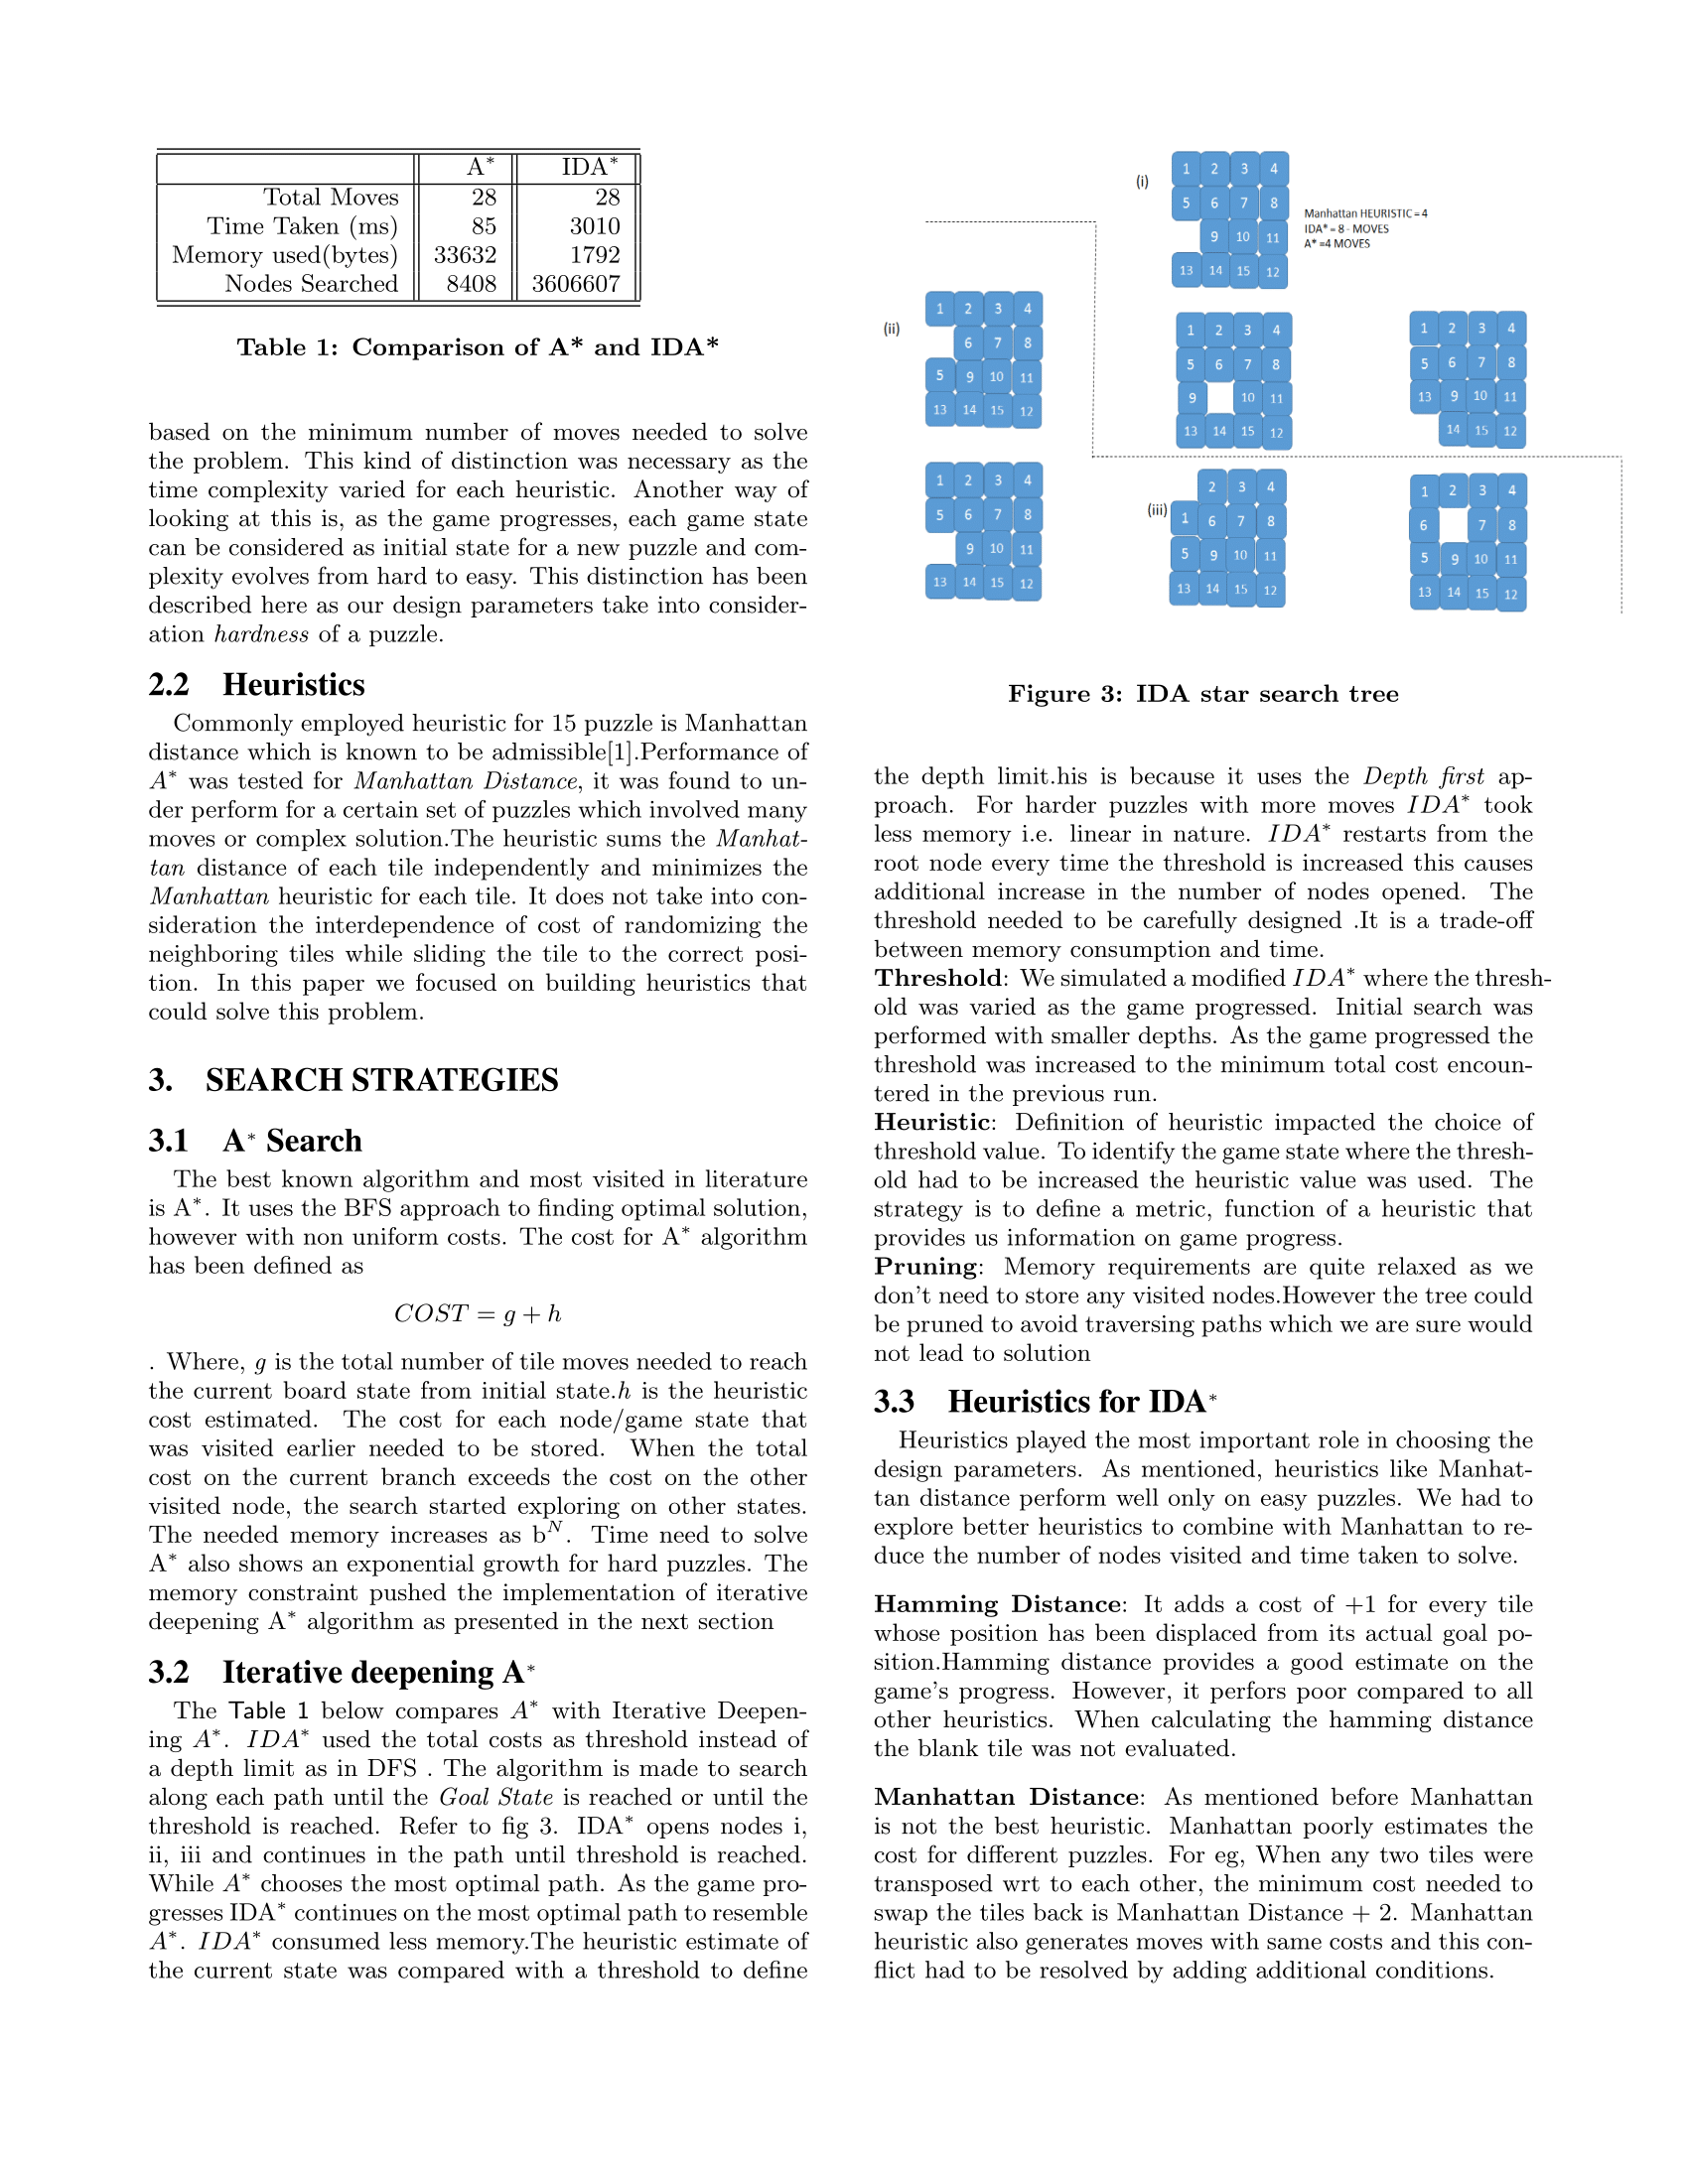 A* IDA*
Total Moves 28 28
Time Taken (ms) 85 3010
Memory used(bytes) 33632 1792
Nodes Searched 8408 3606607
Table 1: Comparison of A* and IDA*
based on the minimum number of moves needed to solve
the problem. This kind of distinction was necessary as the
time complexity varied for each heuristic. Another way of
looking at this is, as the game progresses, each game state
can be considered as initial state for a new puzzle and com-
plexity evolves from hard to easy. This distinction has been
described here as our design parameters take into consider-
ation hardness of a puzzle.
2.2 Heuristics
Commonly employed heuristic for 15 puzzle is Manhattan
distance which is known to be admissible[1].Performance of
A* was tested for Manhattan Distance, it was found to un-
der perform for a certain set of puzzles which involved many
moves or complex solution.The heuristic sums the Manhat-
tan distance of each tile independently and minimizes the
Manhattan heuristic for each tile. It does not take into con-
sideration the interdependence of cost of randomizing the
neighboring tiles while sliding the tile to the correct posi-
tion. In this paper we focused on building heuristics that
could solve this problem.
3. SEARCH STRATEGIES
3.1 A* Search
The best known algorithm and most visited in literature
is A*. It uses the BFS approach to finding optimal solution,
however with non uniform costs. The cost for A* algorithm
has been defined as
COST = g + h
. Where, g is the total number of tile moves needed to reach
the current board state from initial state.h is the heuristic
cost estimated. The cost for each node/game state that
was visited earlier needed to be stored. When the total
cost on the current branch exceeds the cost on the other
visited node, the search started exploring on other states.
The needed memory increases as b^N. Time need to solve
A* also shows an exponential growth for hard puzzles. The
memory constraint pushed the implementation of iterative
deepening A* algorithm as presented in the next section
3.2 Iterative deepening A*
The Table 1 below compares A* with Iterative Deepen-
ing A*. IDA* used the total costs as threshold instead of
a depth limit as in DFS . The algorithm is made to search
along each path until the Goal State is reached or until the
threshold is reached. Refer to fig 3. IDA* opens nodes i,
ii, iii and continues in the path until threshold is reached.
While A* chooses the most optimal path. As the game pro-
gresses IDA* continues on the most optimal path to resemble
A*. IDA* consumed less memory.The heuristic estimate of
the current state was compared with a threshold to define
(i)
1 2 3 4
5 6 7 8
9 10 11
13 14 15 12
Manhattan HEURISTIC = 4
IDA* = 8 - MOVES
A* =4 MOVES
(ii)
1 2 3 4
6 7 8
5 9 10 11
13 14 15 12
1 2 3 4
5 6 7 8
9 10 11
13 14 15 12
1 2 3 4
5 6 7 8
13 9 10 11
14 15 12
1 2 3 4
5 6 7 8
9 10 11
13 14 15 12
(iii)
2 3 4
1 6 7 8
5 9 10 11
13 14 15 12
1 2 3 4
6 7 8
5 9 10 11
13 14 15 12
Figure 3: IDA star search tree
the depth limit.his is because it uses the Depth first ap-
proach. For harder puzzles with more moves IDA* took
less memory i.e. linear in nature. IDA* restarts from the
root node every time the threshold is increased this causes
additional increase in the number of nodes opened. The
threshold needed to be carefully designed .It is a trade-off
between memory consumption and time.
Threshold: We simulated a modified IDA* where the thresh-
old was varied as the game progressed. Initial search was
performed with smaller depths. As the game progressed the
threshold was increased to the minimum total cost encoun-
tered in the previous run.
Heuristic: Definition of heuristic impacted the choice of
threshold value. To identify the game state where the thresh-
old had to be increased the heuristic value was used. The
strategy is to define a metric, function of a heuristic that
provides us information on game progress.
Pruning: Memory requirements are quite relaxed as we
don't need to store any visited nodes.However the tree could
be pruned to avoid traversing paths which we are sure would
not lead to solution
3.3 Heuristics for IDA*
Heuristics played the most important role in choosing the
design parameters. As mentioned, heuristics like Manhat-
tan distance perform well only on easy puzzles. We had to
explore better heuristics to combine with Manhattan to re-
duce the number of nodes visited and time taken to solve.
Hamming Distance: It adds a cost of +1 for every tile
whose position has been displaced from its actual goal po-
sition.Hamming distance provides a good estimate on the
game's progress. However, it perfors poor compared to all
other heuristics. When calculating the hamming distance
the blank tile was not evaluated.
Manhattan Distance: As mentioned before Manhattan
is not the best heuristic. Manhattan poorly estimates the
cost for different puzzles. For eg, When any two tiles were
transposed wrt to each other, the minimum cost needed to
swap the tiles back is Manhattan Distance + 2. Manhattan
heuristic also generates moves with same costs and this con-
flict had to be resolved by adding additional conditions.